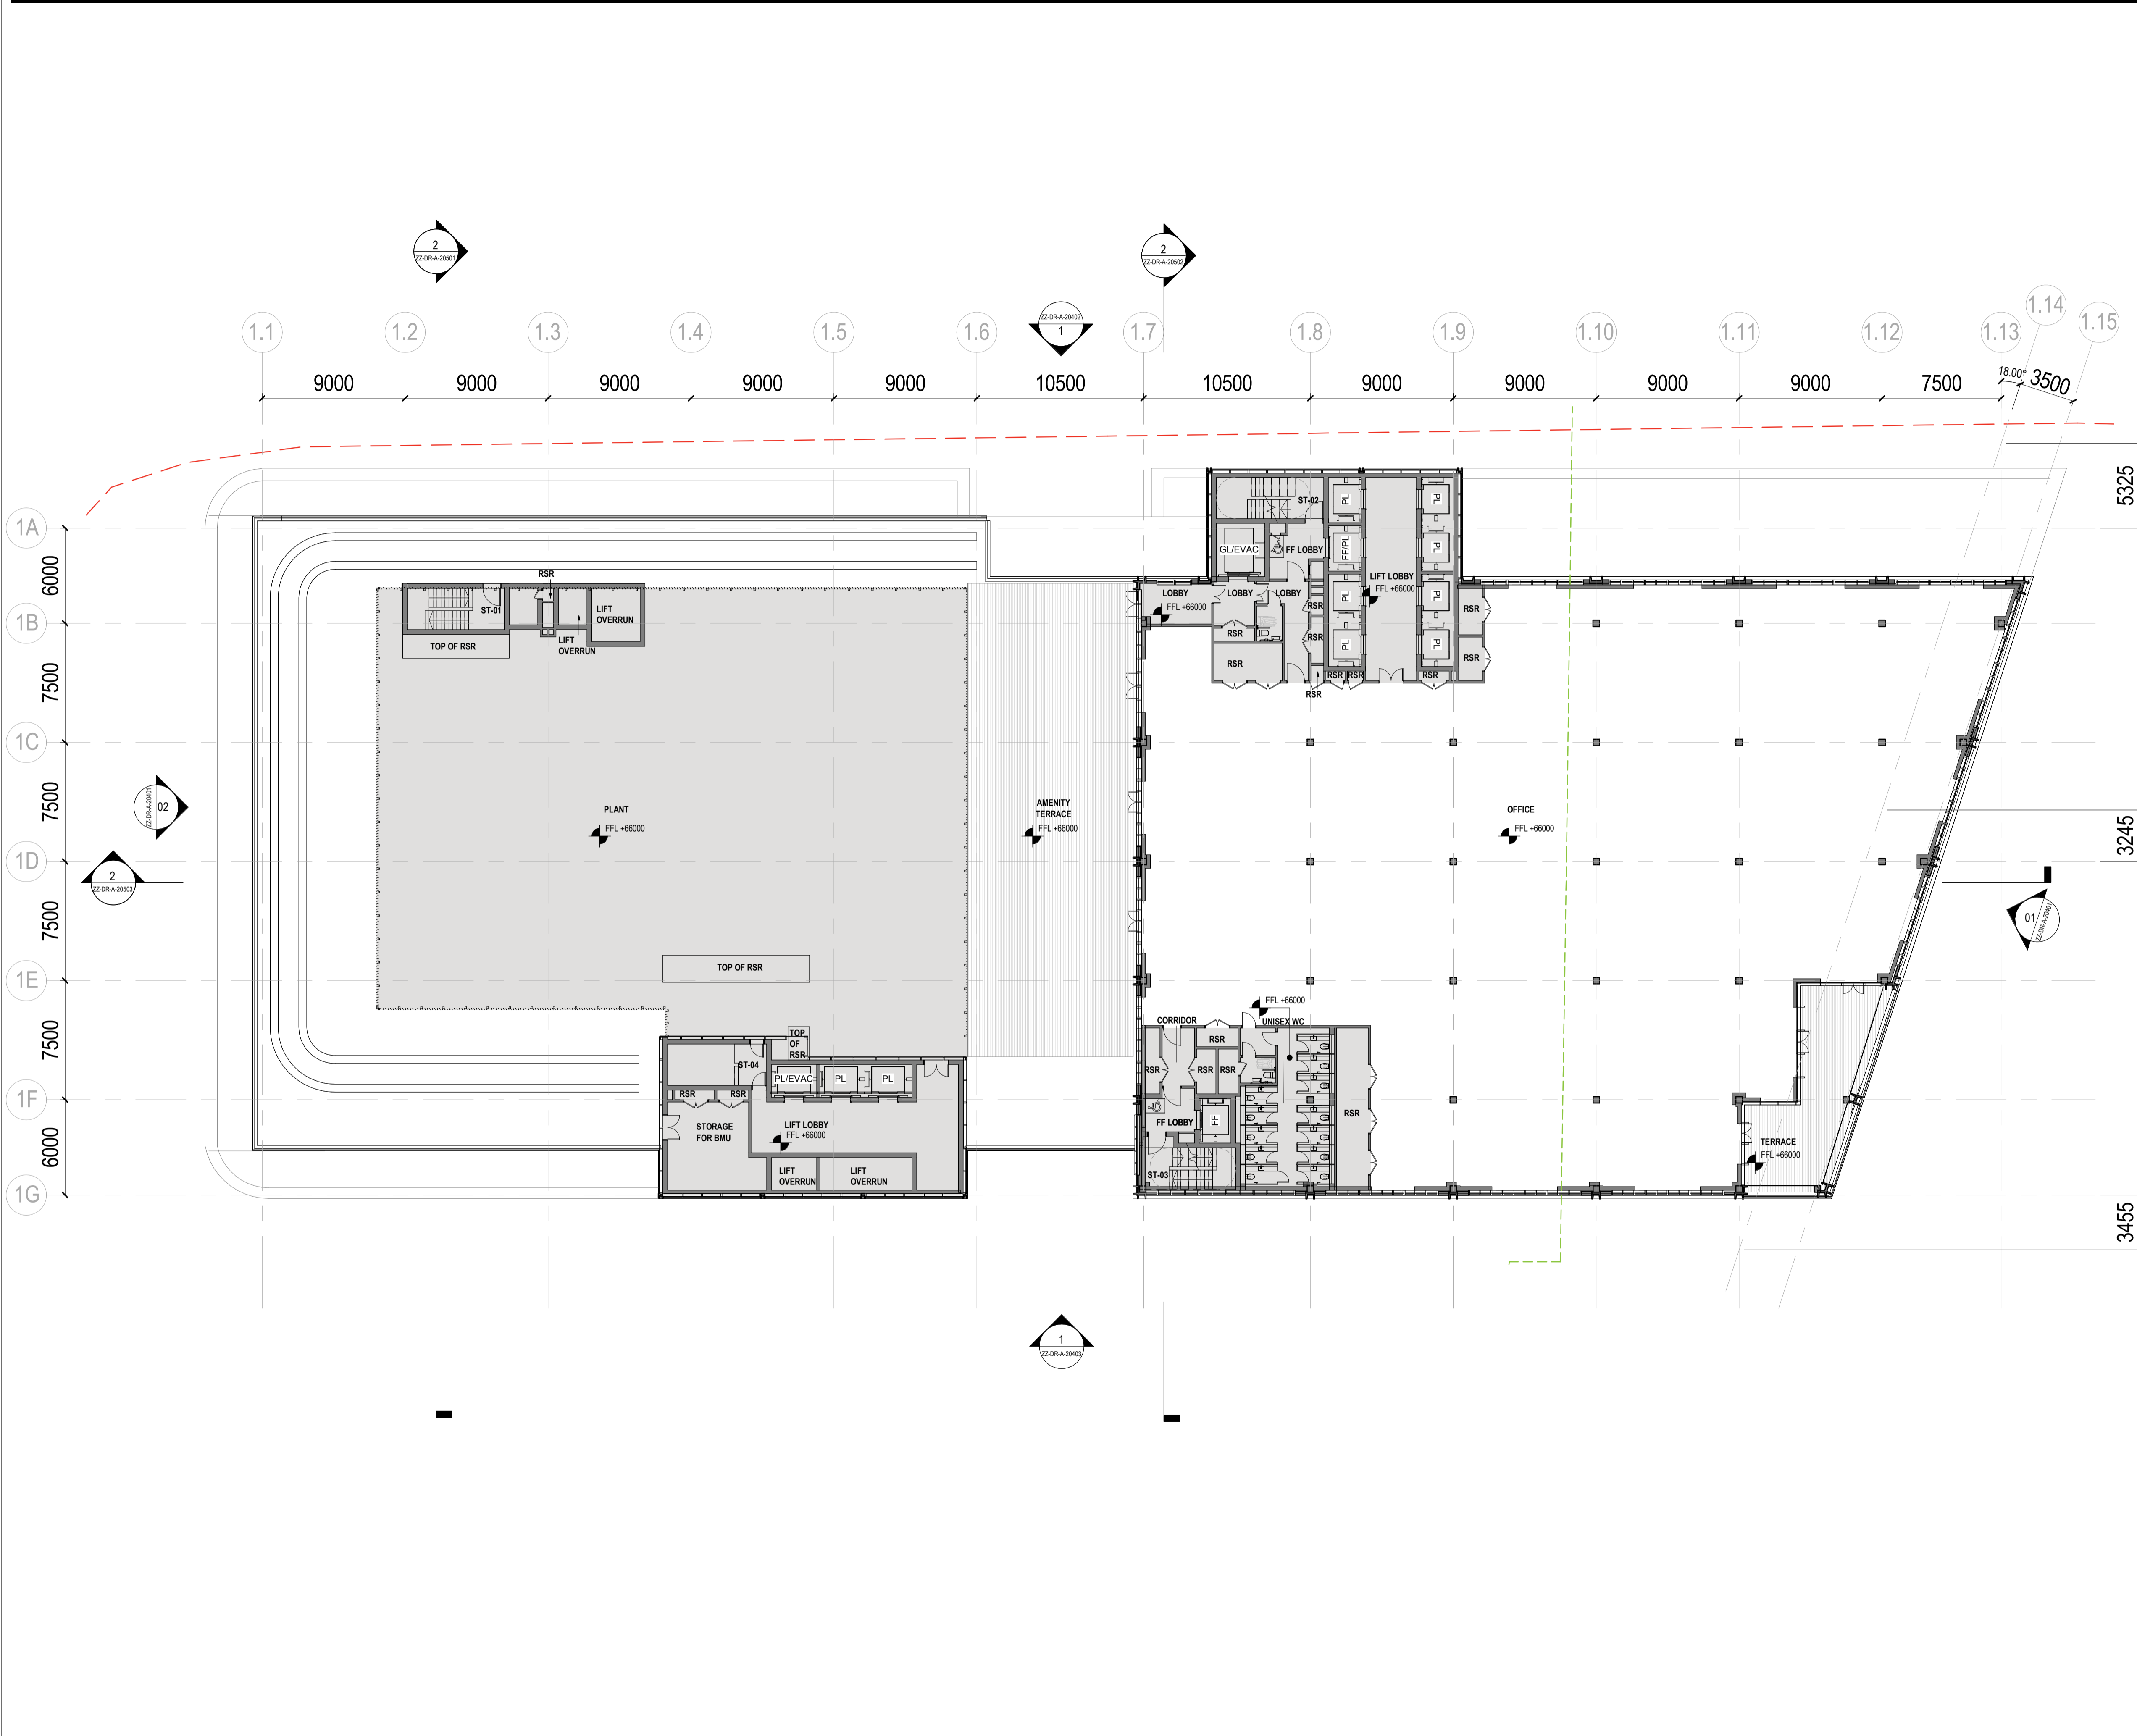 2
ZZ-DR-A-20501
2
ZZ-DR-A-20502
ZZ-DR-A-20402
1
1.1
1.2
1.3
1.4
1.5
1.6
1.7
1.8
1.9
1.10
1.11
1.12
1.13
1.14
1.15
9000
9000
9000
9000
9000
10500
10500
9000
9000
9000
9000
7500
18.00°
3500
5325
3245
3455
1A
6000
1B
7500
1C
7500
1D
7500
1E
7500
1F
6000
1G
02
ZZ-DR-A-20401
2
ZZ-DR-A-20503
01
ZZ-DR-A-20401
RSR
ST-01
LIFT
OVERRUN
LIFT
OVERRUN
TOP OF RSR
PLANT
FFL +66000
TOP OF RSR
AMENITY
TERRACE
FFL +66000
OFFICE
FFL +66000
ST-02
PL
PL
GL/EVAC
FF LOBBY
FF/PL
PL
LIFT LOBBY
FFL +66000
LOBBY
FFL +66000
LOBBY
LOBBY
PL
PL
RSR
RSR
RSR
RSR
PL
PL
RSR
RSR
RSR
RSR
RSR
RSR
TOP
OF
RSR
ST-04
PL/EVAC
PL
PL
RSR
RSR
STORAGE
FOR BMU
LIFT LOBBY
FFL +66000
LIFT
OVERRUN
LIFT
OVERRUN
FFL +66000
CORRIDOR
UNISEX WC
RSR
RSR
RSR
RSR
FF LOBBY
FF
RSR
ST-03
TERRACE
FFL +66000
1
ZZ-DR-A-20403